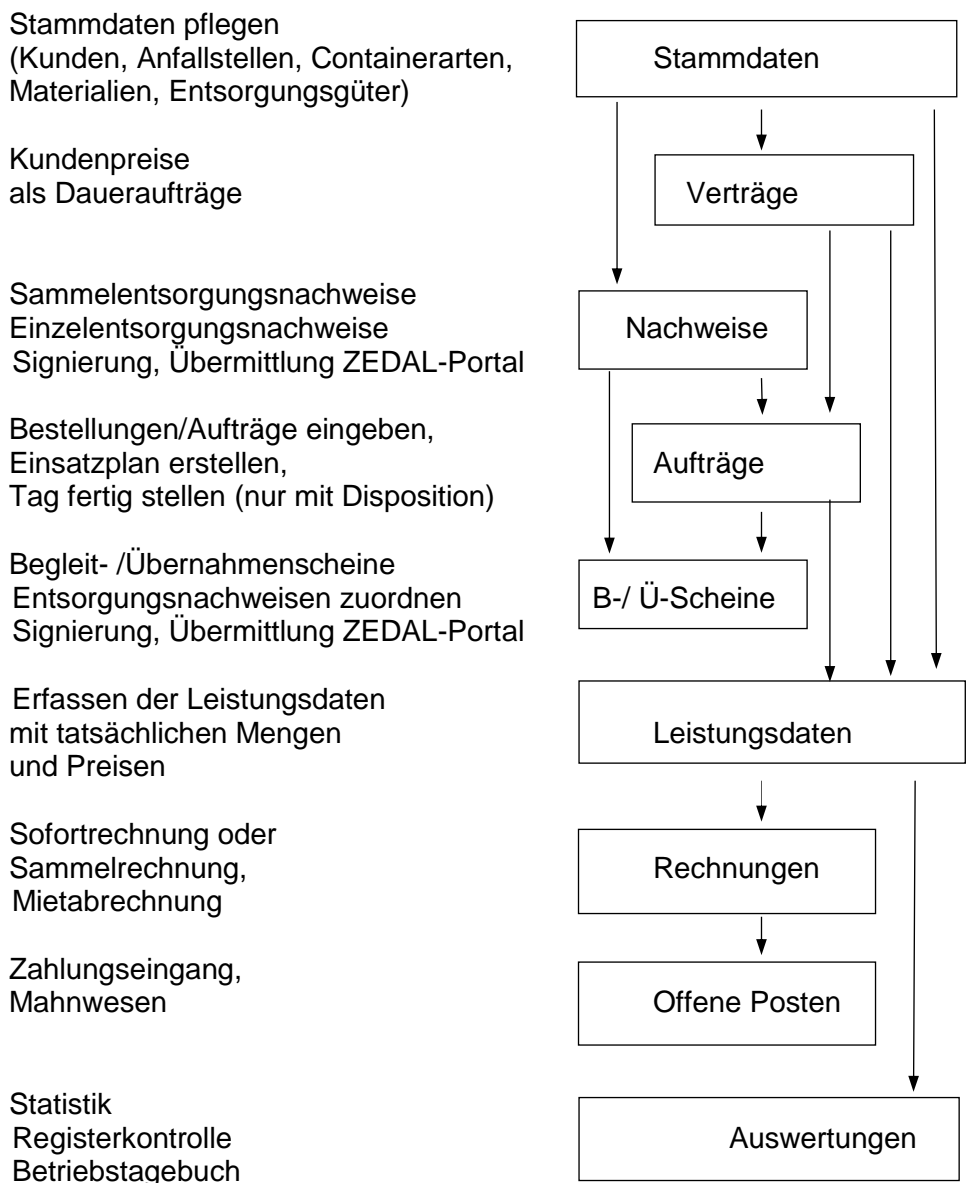 Stammdaten pflegen
(Kunden, Anfallstellen, Containerarten,
Materialien, Entsorgungsgüter)
Stammdaten
Kundenpreise
als Daueraufträge
Verträge
Sammelentsorgungsnachweise
Einzelentsorgungsnachweise
Signierung, Übermittlung ZEDAL-Portal
Nachweise
Bestellungen/Aufträge eingeben,
Einsatzplan erstellen,
Tag fertig stellen (nur mit Disposition)
Aufträge
Begleit- /Übernahmenscheine
Entsorgungsnachweisen zuordnen
Signierung, Übermittlung ZEDAL-Portal
B-/ Ü-Scheine
Erfassen der Leistungsdaten
mit tatsächlichen Mengen
und Preisen
Leistungsdaten
Sofortrechnung oder
Sammelrechnung,
Mietabrechnung
Rechnungen
Zahlungseingang,
Mahnwesen
Offene Posten
Statistik
Registerkontrolle
Betriebstagebuch
Auswertungen